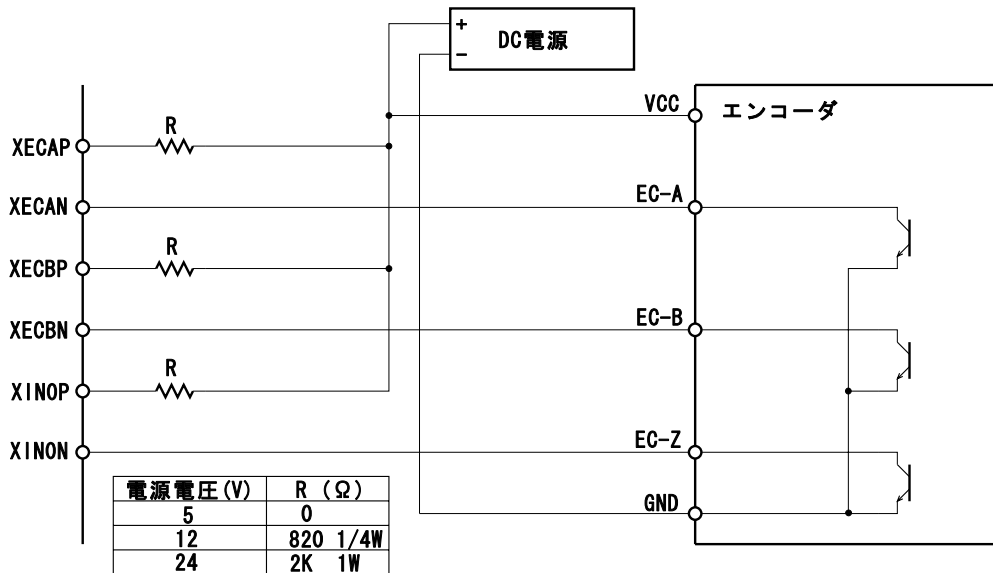 +
DC電源
−
VCC
エンコーダ
R
XECAP
XECAN
EC-A
R
XECBP
XECBN
EC-B
R
XINOP
XINON
EC-Z
GND
電源電圧(V) R (Ω)
5 0
12 820 1/4W
24 2K 1W